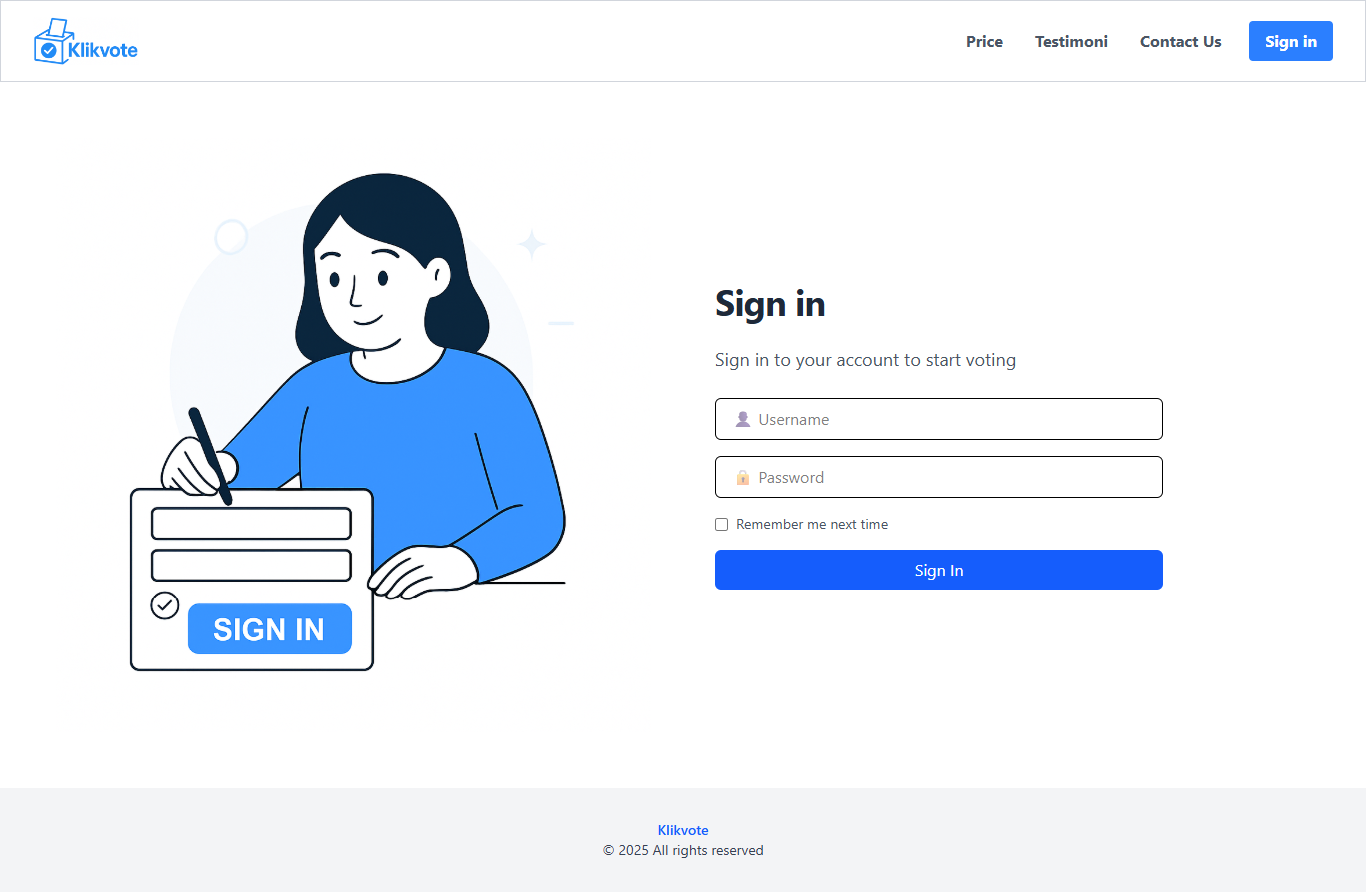 Klikvote
Price
Testimoni
Contact Us
Sign in
SIGN IN
Sign in
Sign in to your account to start voting
👤 Username
🔒 Password
Remember me next time
Sign In
Klikvote
© 2025 All rights reserved